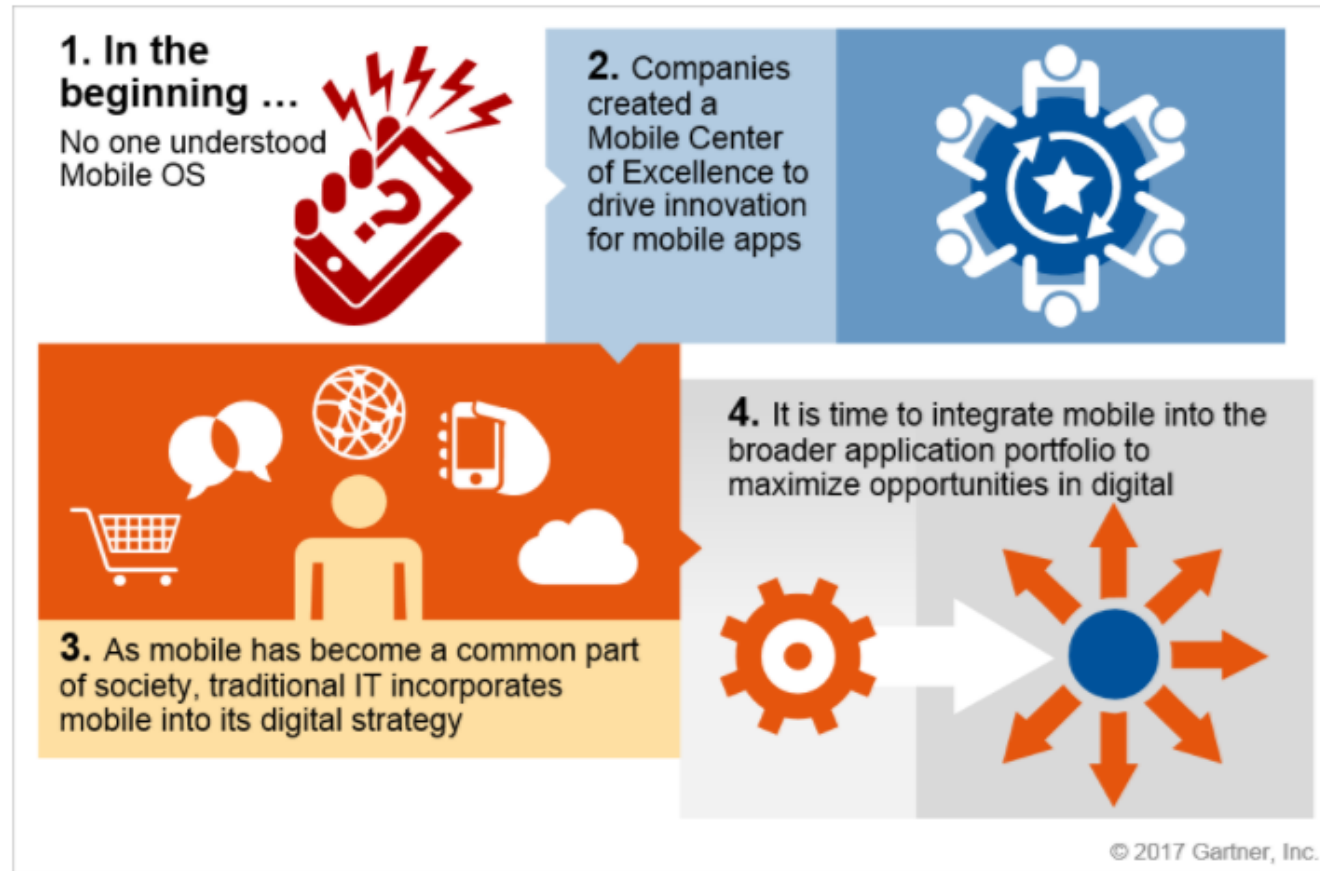 1. In the
beginning ...
No one understood
Mobile OS
2. Companies
created a
Mobile Center
of Excellence to
drive innovation
for mobile apps
3. As mobile has become a common part
of society, traditional IT incorporates
mobile into its digital strategy
4. It is time to integrate mobile into the
broader application portfolio to
maximize opportunities in digital
?
© 2017 Gartner, Inc.